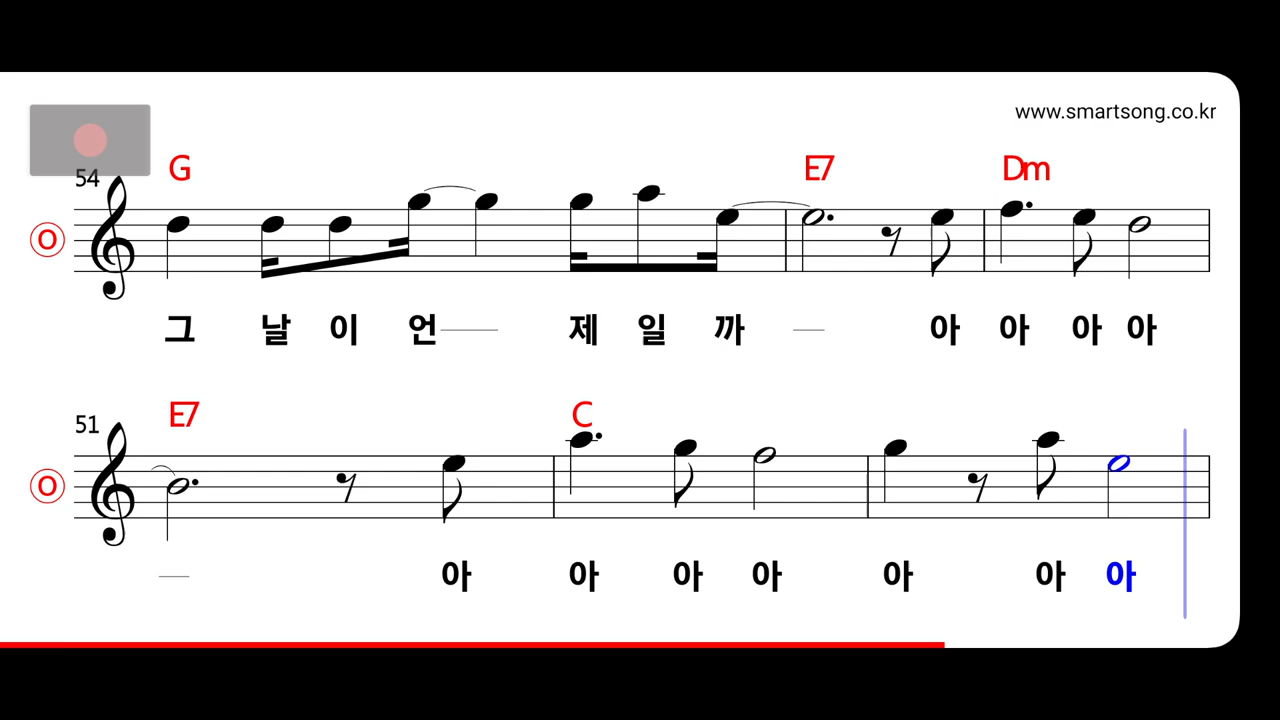 www.smartsong.co.kr
54
G E7 Dm
O
그 날 이 언 제 일 까 아 아 아 아
51
E7 C
O
아 아 아 아 아 아 아